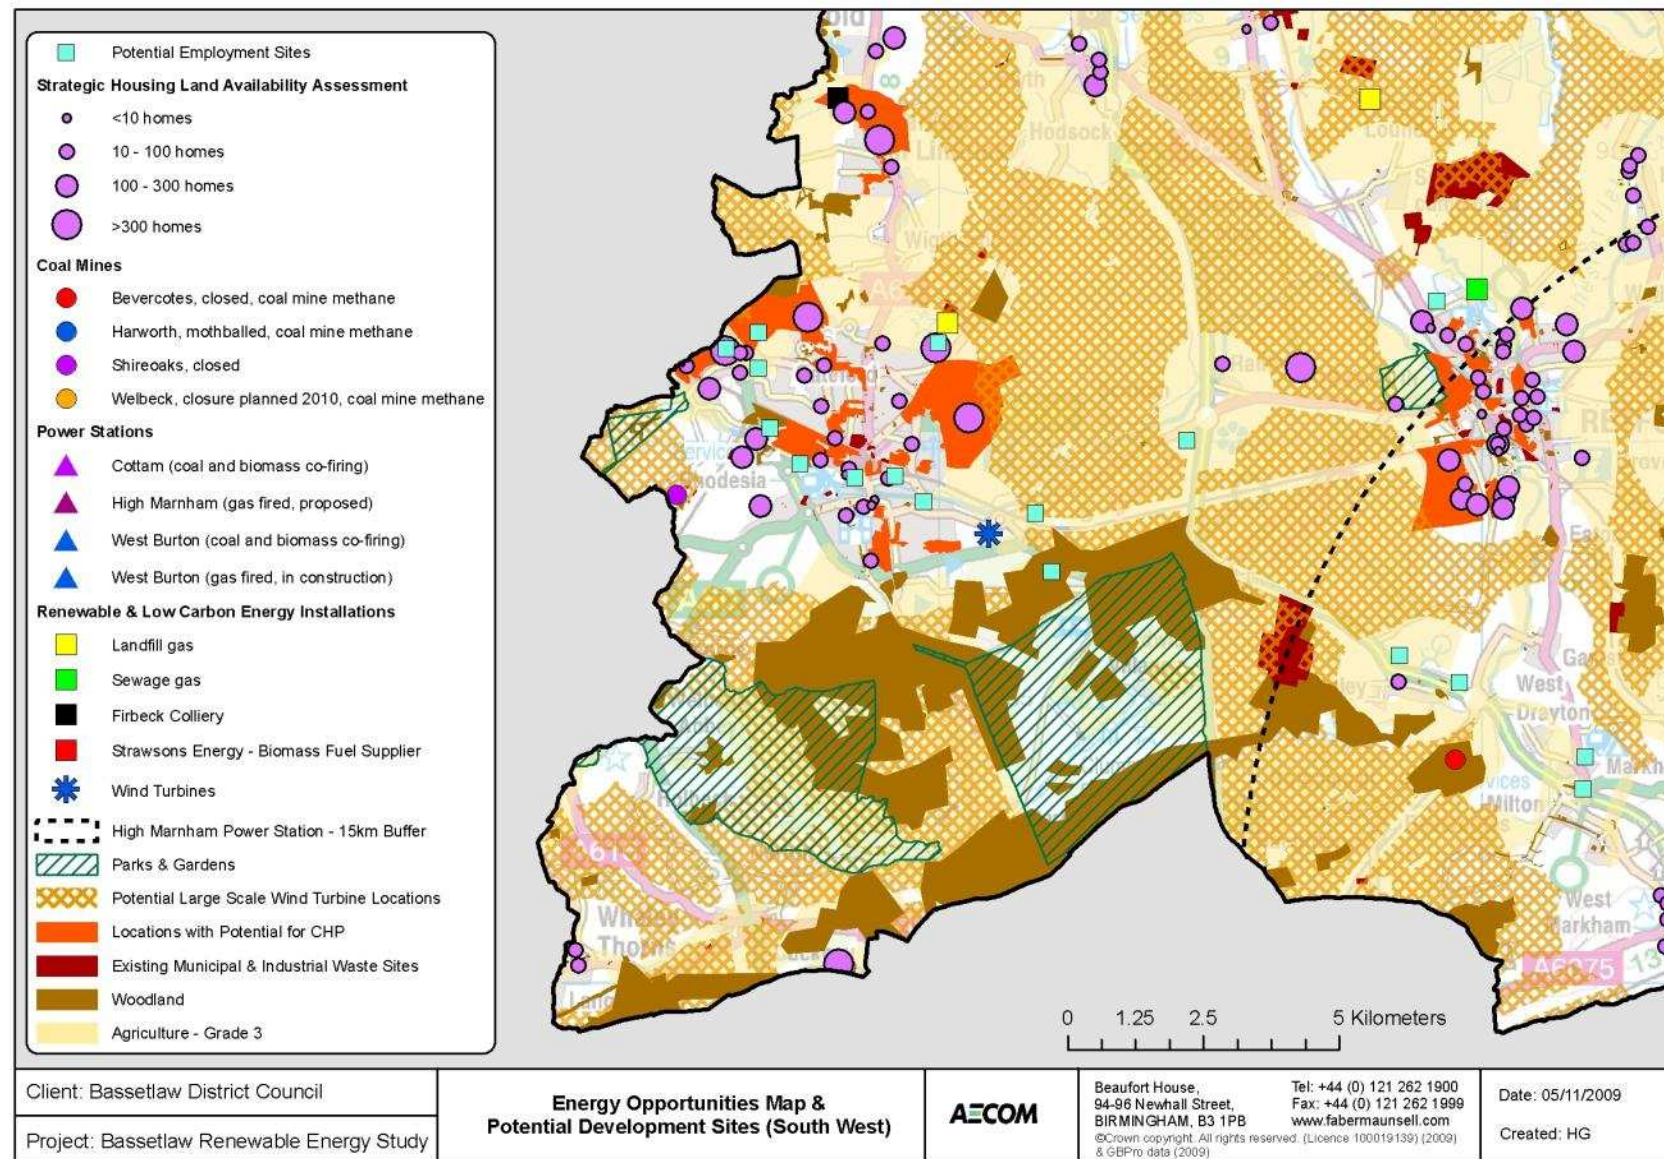 Potential Employment Sites
Strategic Housing Land Availability Assessment
<10 homes
10 - 100 homes
100 - 300 homes
>300 homes
Coal Mines
Bevercotes, closed, coal mine methane
Harworth, mothballed, coal mine methane
Shireoaks, closed
Welbeck, closure planned 2010, coal mine methane
Power Stations
Cottam (coal and biomass co-firing)
High Marnham (gas fired, proposed)
West Burton (coal and biomass co-firing)
West Burton (gas fired, in construction)
Renewable & Low Carbon Energy Installations
Landfill gas
Sewage gas
Firbeck Colliery
Strawsons Energy - Biomass Fuel Supplier
Wind Turbines
High Marnham Power Station - 15km Buffer
Parks & Gardens
Potential Large Scale Wind Turbine Locations
Locations with Potential for CHP
Existing Municipal & Industrial Waste Sites
Woodland
Agriculture - Grade 3
Hodsock
West
Drayton
Milton
West
Markham
A6075
13
0 1.25 2.5 5 Kilometers
Client: Bassetlaw District Council
Project: Bassetlaw Renewable Energy Study
Energy Opportunities Map &
Potential Development Sites (South West)
AECOM
Beaufort House,
94-96 Newhall Street,
BIRMINGHAM, B3 1PB
Tel: +44 (0) 121 262 1900
Fax: +44 (0) 121 262 1999
www.fabermaunsell.com
©Crown copyright. All rights reserved. (Licence 100019139) (2009)
& GBPro data (2009)
Date: 05/11/2009
Created: HG